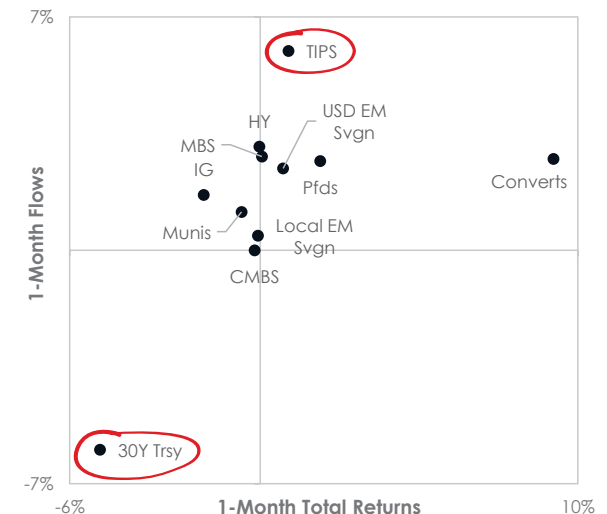 7%
TIPS
USD EM
Svgn
HY
MBS
IG
Pfds
Converts
Munis
Local EM
Svgn
CMBS
1-Month Flows
30Y Trsy
-7%
-6%
1-Month Total Returns
10%